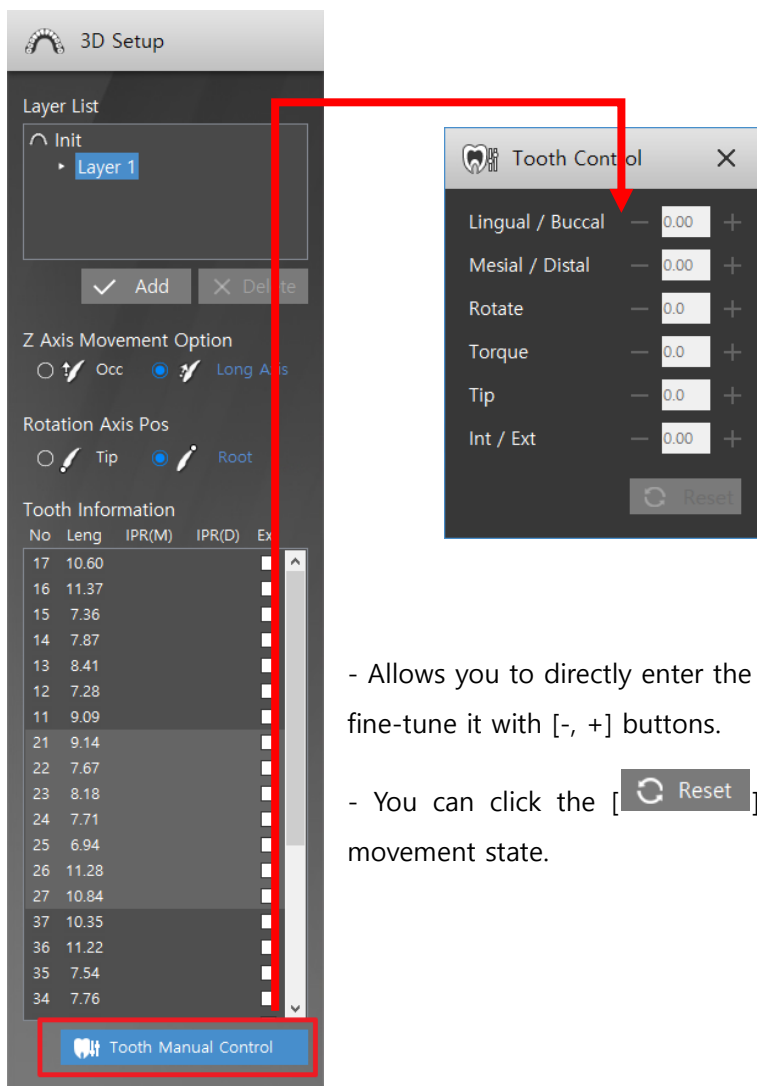 3D Setup
Layer List
Init
Layer 1
Add Delete
Z Axis Movement Option
Occ Long Axis
Rotation Axis Pos
Tip Root
Tooth Information
No Leng IPR(M) IPR(D) Ex
17 10.60
16 11.37
15 7.36
14 7.87
13 8.41
12 7.28
11 9.09
21 9.14
22 7.67
23 8.18
24 7.71
25 6.94
26 11.28
27 10.84
37 10.35
36 11.22
35 7.54
34 7.76
Tooth Manual Control
Tooth Control
Lingual / Buccal — 0.00 +
Mesial / Distal — 0.00 +
Rotate — 0.0 +
Torque — 0.0 +
Tip — 0.0 +
Int / Ext — 0.00 +
Reset
- Allows you to directly enter the
fine-tune it with [-, +] buttons.
- You can click the [ Reset ]
movement state.